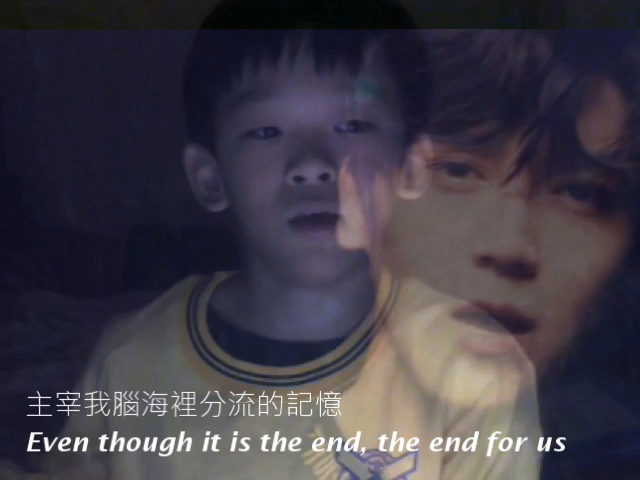 主宰我腦海裡分流的記憶
Even though it is the end, the end for us